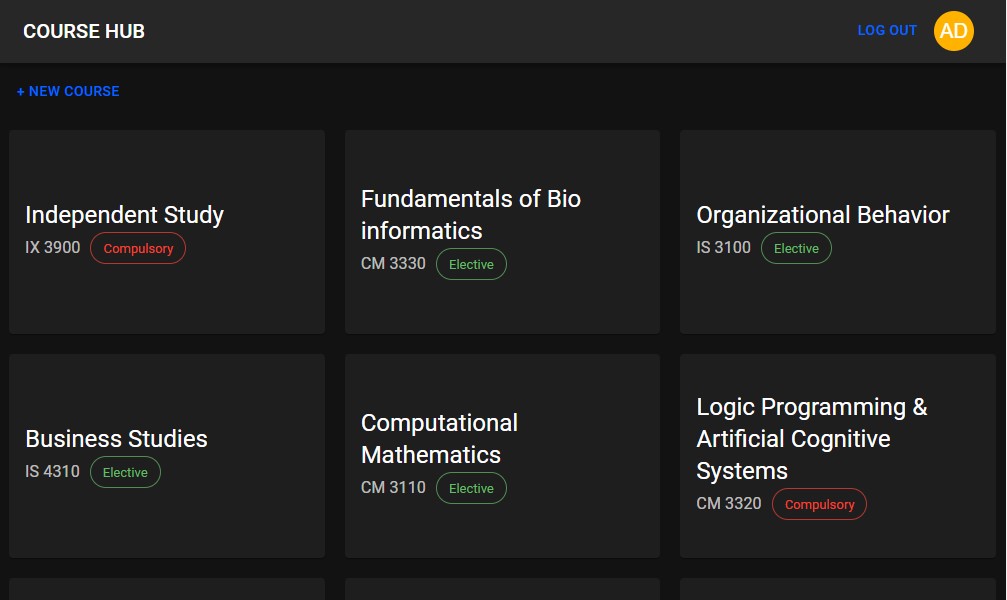 COURSE HUB
LOG OUT
AD
+ NEW COURSE
Independent Study
IX 3900 Compulsory
Fundamentals of Bio
informatics
CM 3330 Elective
Organizational Behavior
IS 3100 Elective
Business Studies
IS 4310 Elective
Computational
Mathematics
CM 3110 Elective
Logic Programming &
Artificial Cognitive
Systems
CM 3320 Compulsory